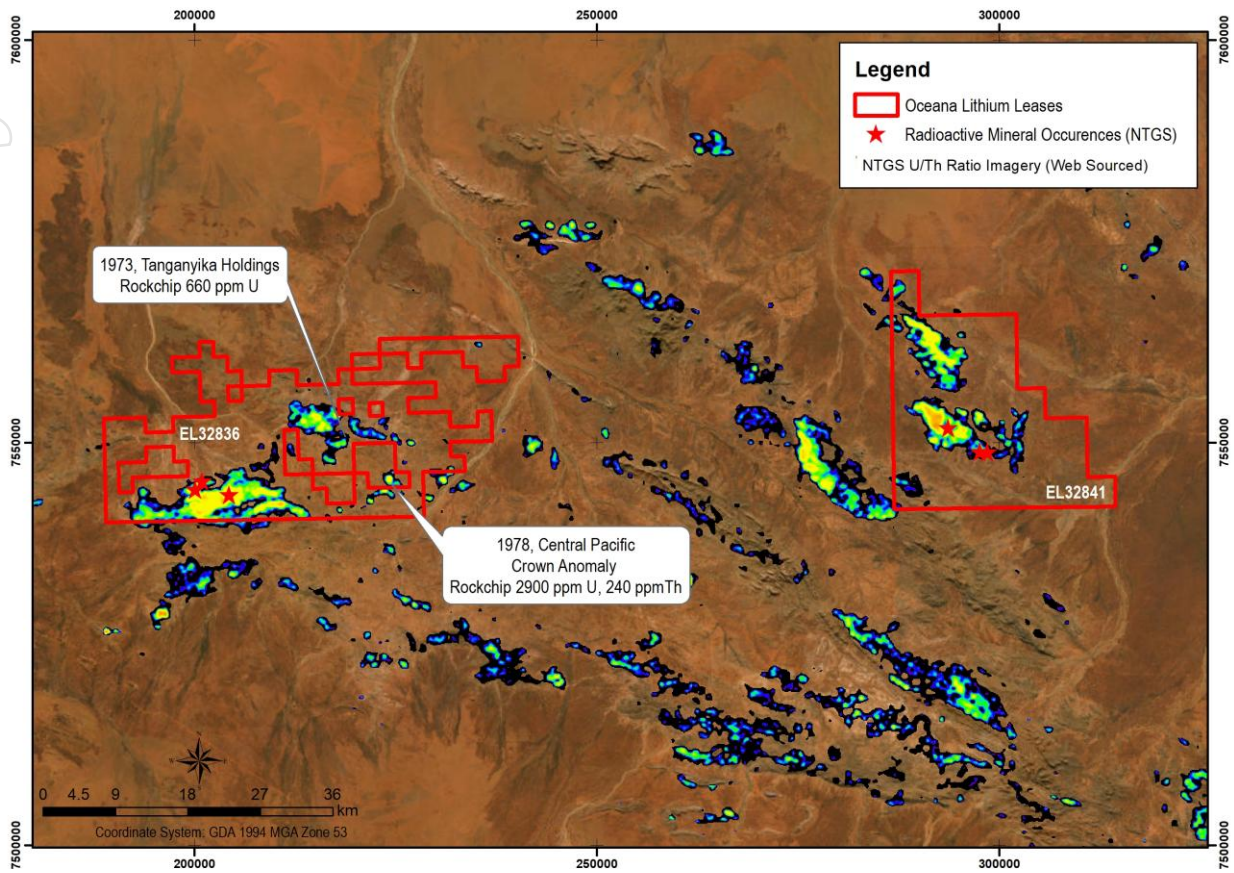 200000
250000
300000
7600000
7600000
Legend
Oceana Lithium Leases
Radioactive Mineral Occurences (NTGS)
NTGS U/Th Ratio Imagery (Web Sourced)
1973, Tanganyika Holdings
Rockchip 660 ppm U
EL32836
7550000
7550000
EL32841
1978, Central Pacific
Crown Anomaly
Rockchip 2900 ppm U, 240 ppmTh
N
W
E
S
0 4.5 9 18 27 36
km
Coordinate System: GDA 1994 MGA Zone 53
7500000
7500000
200000
250000
300000